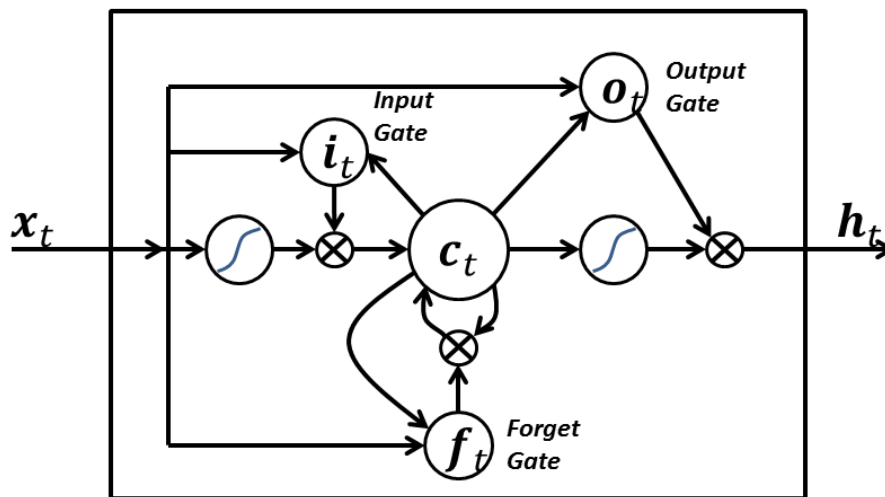 Output
Gate
o_t
Input
Gate
i_t
x_t
c_t
h_t
f_t
Forget
Gate